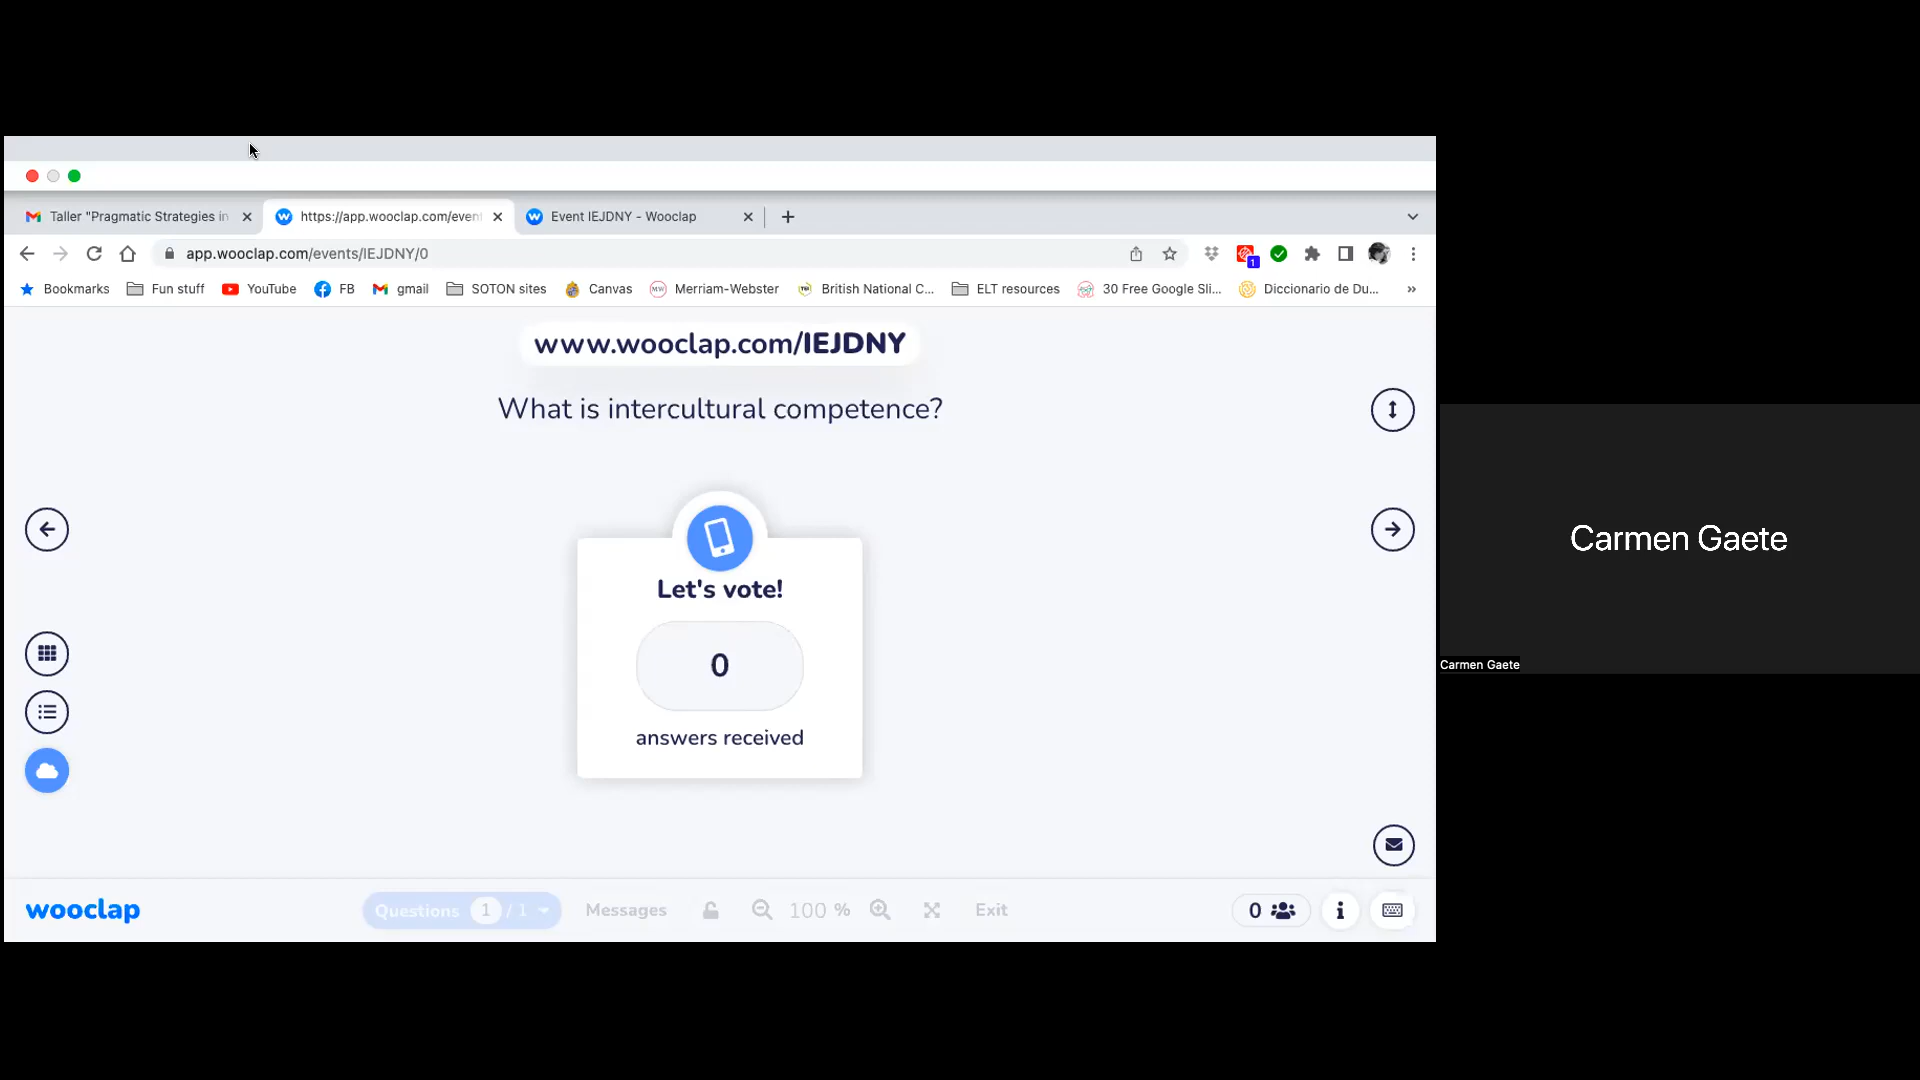 Taller "Pragmatic Strategies in
https://app.wooclap.com/even
Event IEJDNY - Wooclap
app.wooclap.com/events/IEJDNY/0
1
Bookmarks
Fun stuff
YouTube
FB
gmail
SOTON sites
Canvas
Merriam-Webster
British National C...
ELT resources
30 Free Google Sli...
Diccionario de Du...
»
www.wooclap.com/IEJDNY
What is intercultural competence?
Let's vote!
0
answers received
Carmen Gaete
Carmen Gaete
wooclap
Questions 1 / 1
Messages
100 %
Exit
0